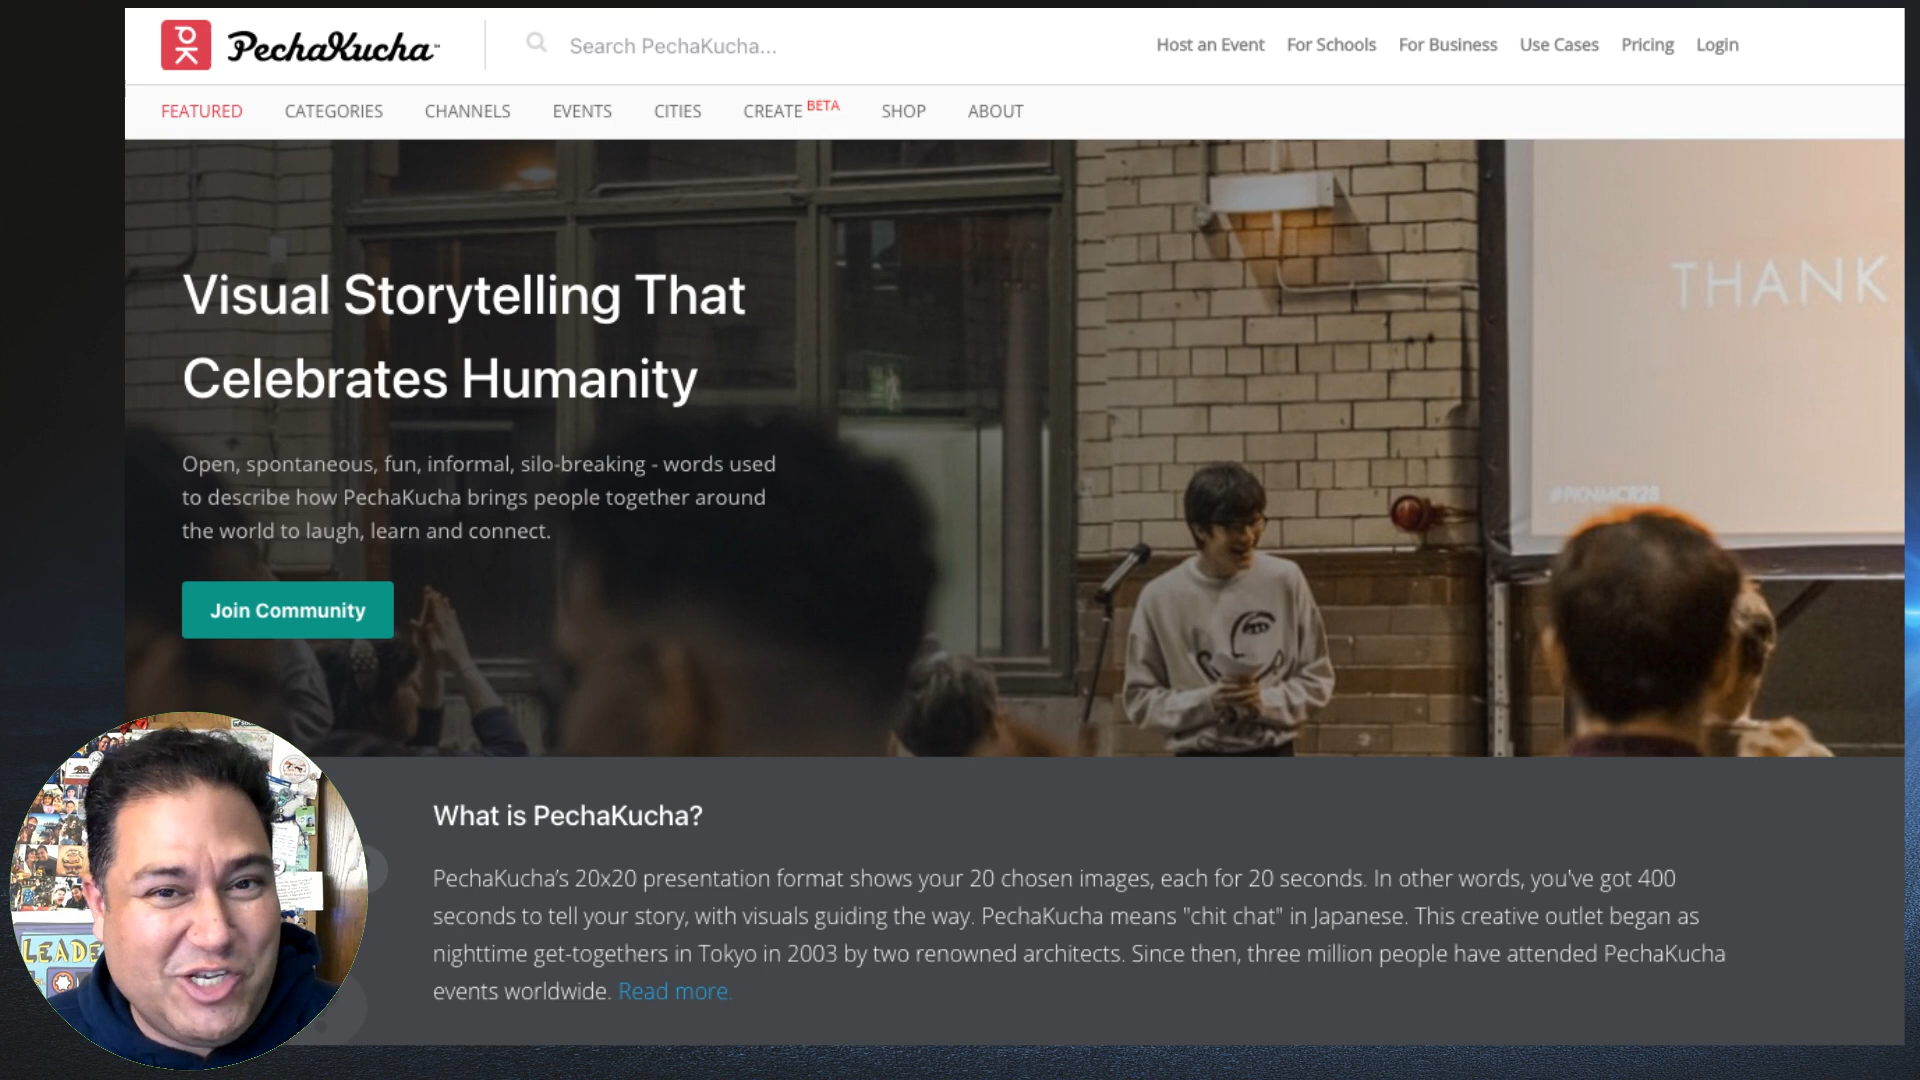 PK PechaKucha™
Search PechaKucha...
Host an Event For Schools For Business Use Cases Pricing Login
FEATURED CATEGORIES CHANNELS EVENTS CITIES CREATE BETA SHOP ABOUT
THANK
Visual Storytelling That
Celebrates Humanity
Open, spontaneous, fun, informal, silo-breaking - words used
to describe how PechaKucha brings people together around
the world to laugh, learn and connect.
#PKNMCR28
Join Community
What is PechaKucha?
PechaKucha’s 20x20 presentation format shows your 20 chosen images, each for 20 seconds. In other words, you've got 400
seconds to tell your story, with visuals guiding the way. PechaKucha means "chit chat" in Japanese. This creative outlet began as
nighttime get-togethers in Tokyo in 2003 by two renowned architects. Since then, three million people have attended PechaKucha
events worldwide. Read more.
LEADE